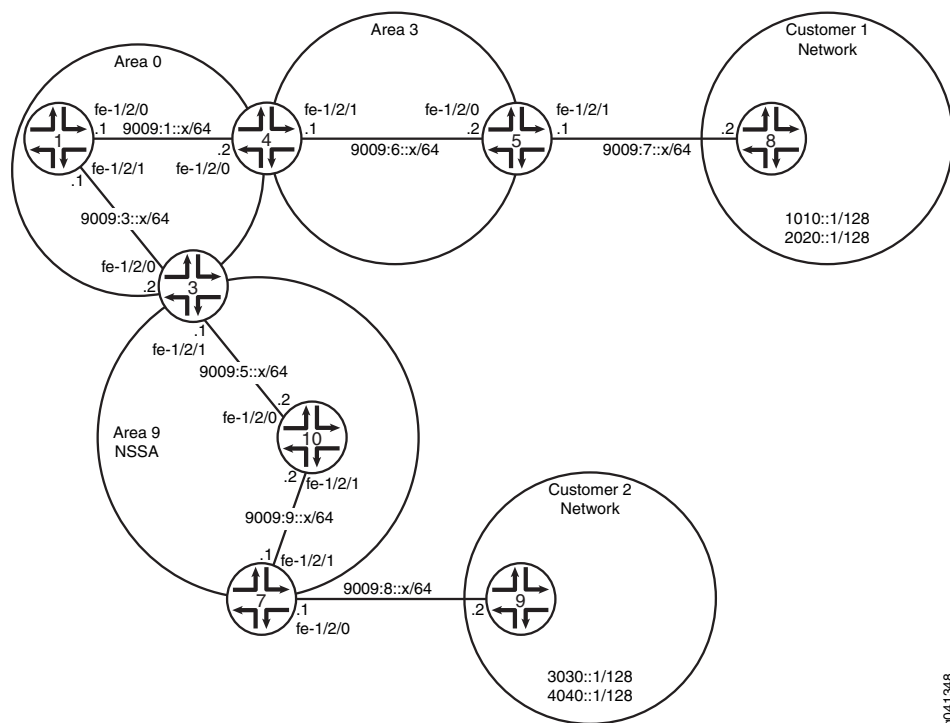 Area 0
Area 3
Customer 1
Network
fe-1/2/0
.1
9009:1::x/64
.2
fe-1/2/0
1
4
fe-1/2/1
.1
9009:6::x/64
fe-1/2/0
.2
5
fe-1/2/1
.1
9009:7::x/64
.2
8
1010::1/128
2020::1/128
fe-1/2/1
.1
9009:3::x/64
fe-1/2/0
.2
3
.1
fe-1/2/1
9009:5::x/64
.2
fe-1/2/0
10
Area 9
NSSA
.2
fe-1/2/1
9009:9::x/64
.1
fe-1/2/1
7
.1
fe-1/2/0
9009:8::x/64
Customer 2
Network
.2
9
3030::1/128
4040::1/128
g041348